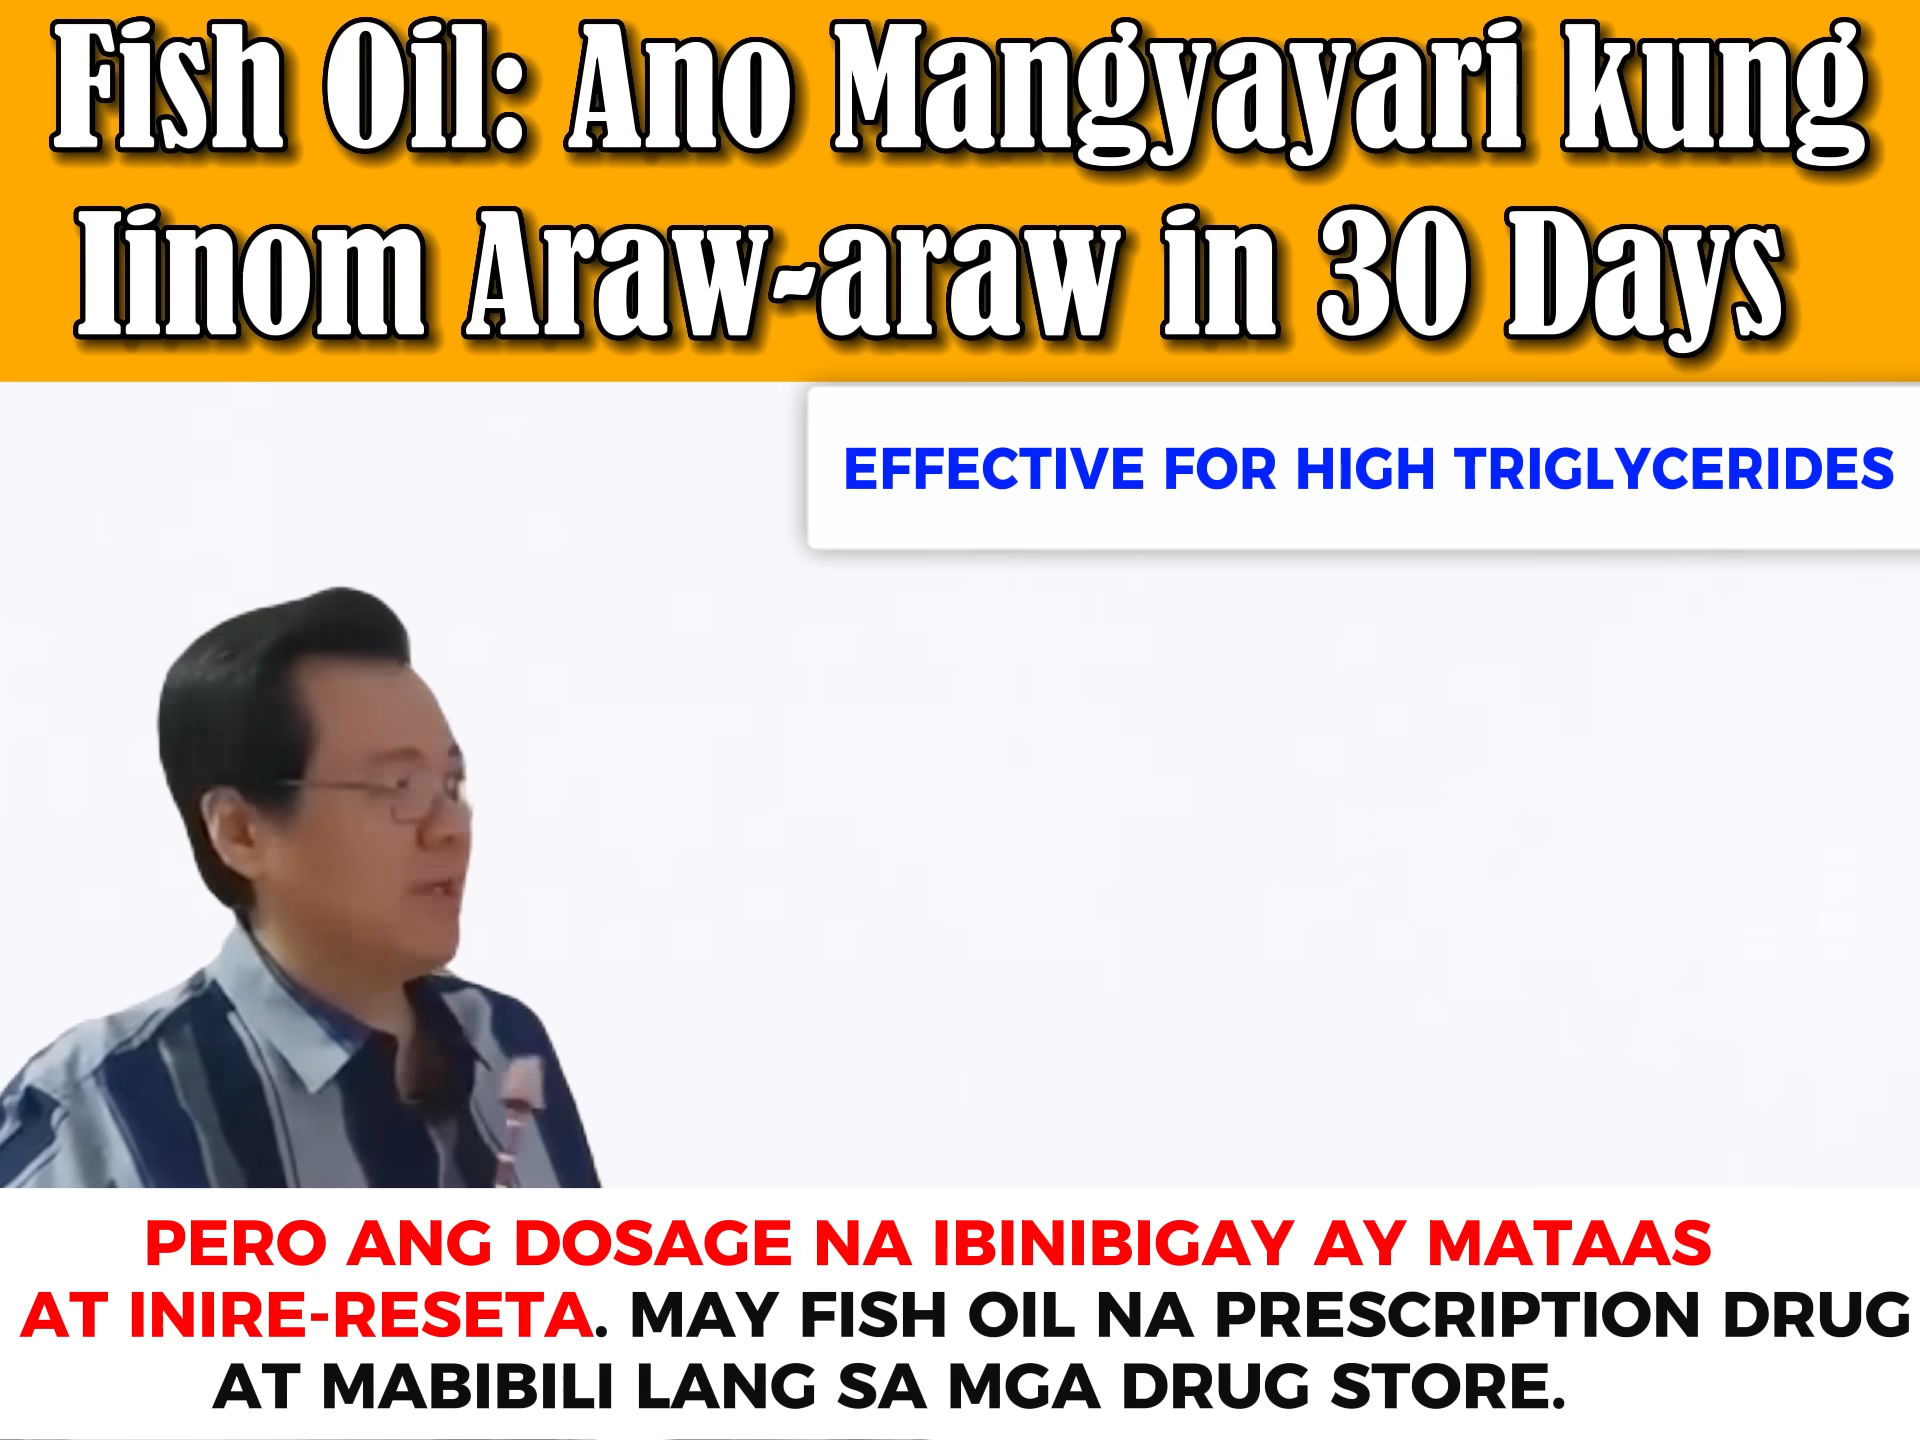 Fish Oil: Ano Mangyayari kung
Iinom Araw-araw in 30 Days
EFFECTIVE FOR HIGH TRIGLYCERIDES
PERO ANG DOSAGE NA IBINIBIGAY AY MATAAS
AT INIRE-RESETA. MAY FISH OIL NA PRESCRIPTION DRUG
AT MABIBILI LANG SA MGA DRUG STORE.